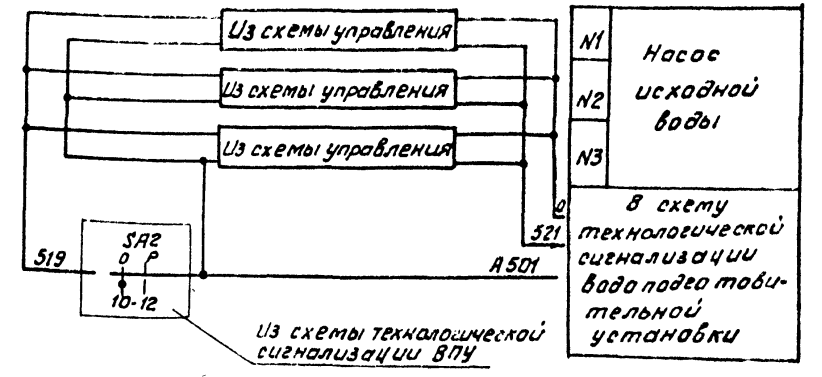 Из схемы управления
Из схемы управления
Из схемы управления
N1
N2
N3
Насос
исходной
воды
В схему
технологической
сигнализации
водоподготови-
тельной
установки
0
521
А501
519
SA2
О Р
10-12
Из схемы технологической
сигнализации ВПУ